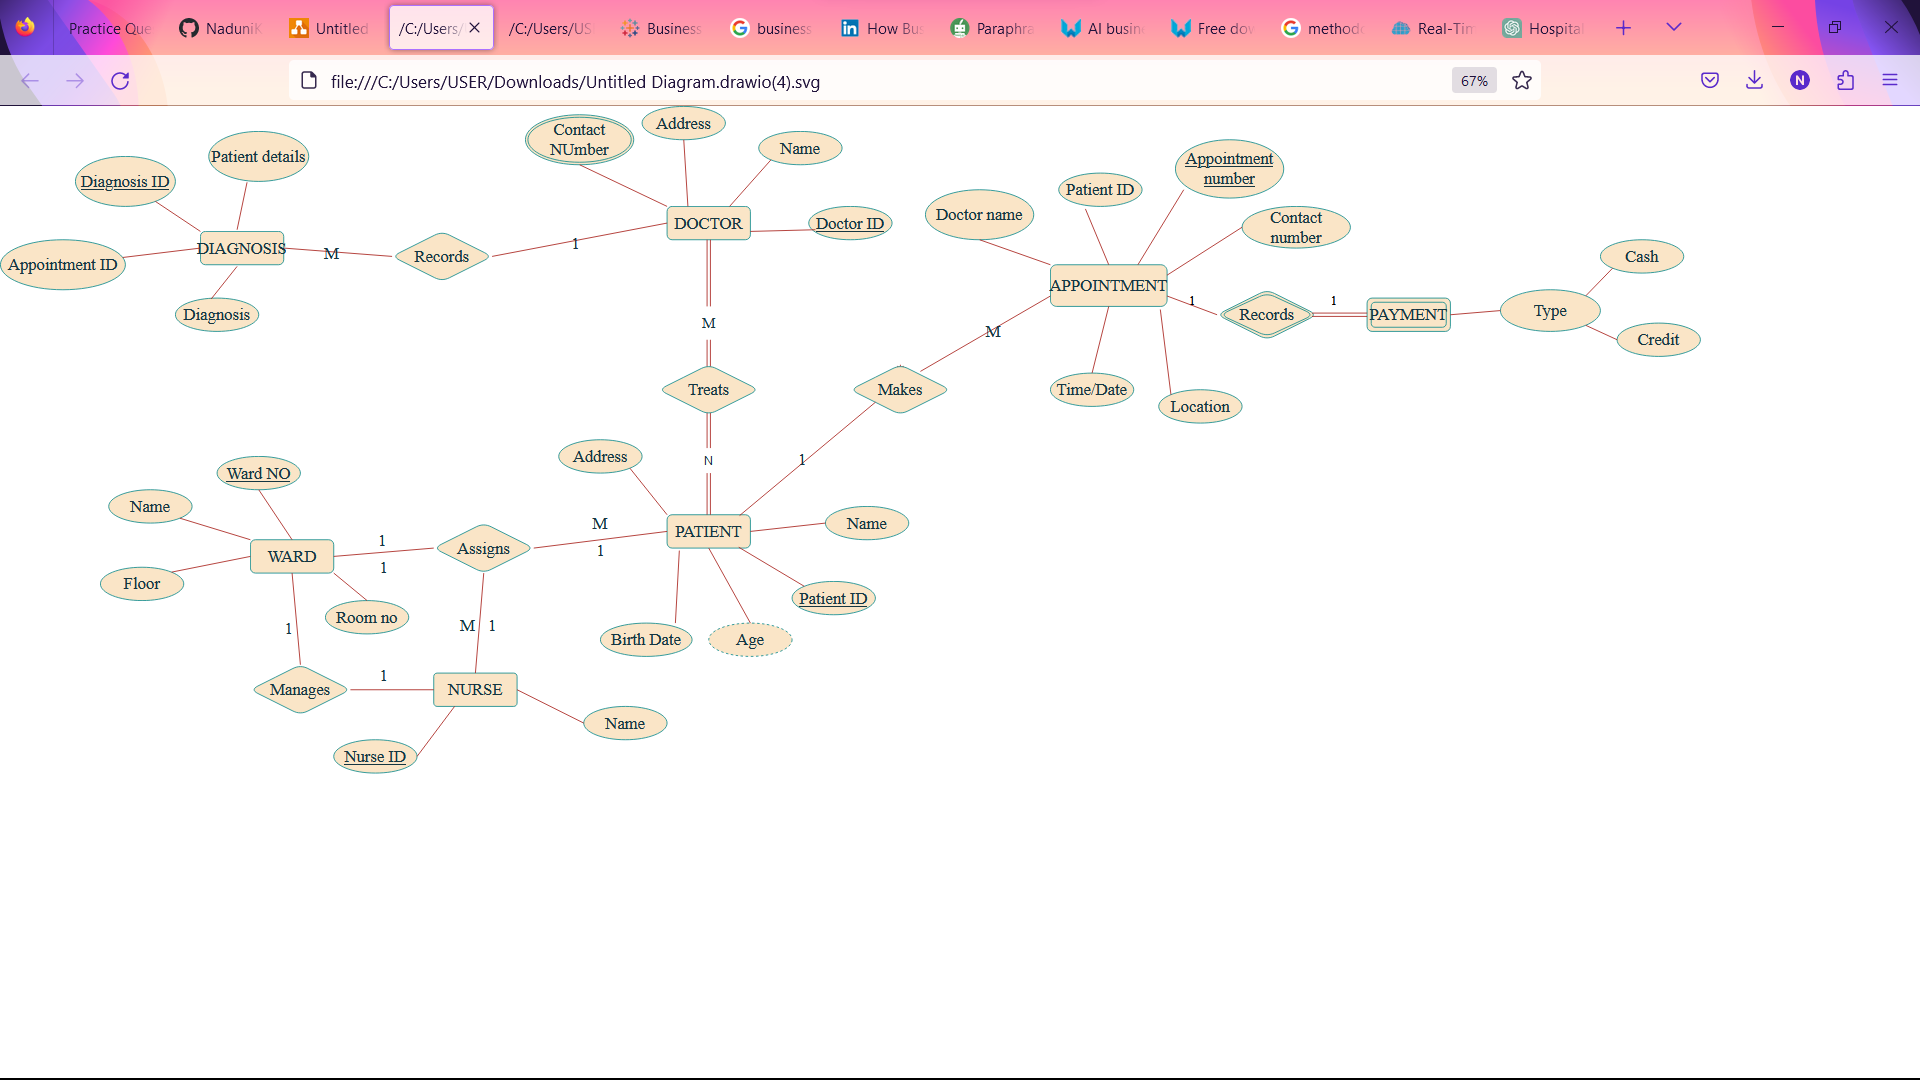 Practice Que
NaduniK
Untitled
/C:/Users/
/C:/Users/US
Business
business
How Bu
Paraphra
AI busin
Free dov
method
Real-Tim
Hospital
file:///C:/Users/USER/Downloads/Untitled Diagram.drawio(4).svg
67%
N
Contact
NUmber
Address
Name
Doctor ID
DOCTOR
Patient details
Diagnosis ID
Appointment ID
DIAGNOSIS
Diagnosis
M
Records
1
M
Treats
N
Doctor name
Patient ID
Appointment
number
Contact
number
APPOINTMENT
Time/Date
Location
M
Makes
1
1
Records
1
PAYMENT
Type
Cash
Credit
Address
PATIENT
Name
Patient ID
Birth Date
Age
Ward NO
Name
WARD
Floor
Room no
1
1
Assigns
M
1
M
1
1
Manages
1
NURSE
Name
Nurse ID